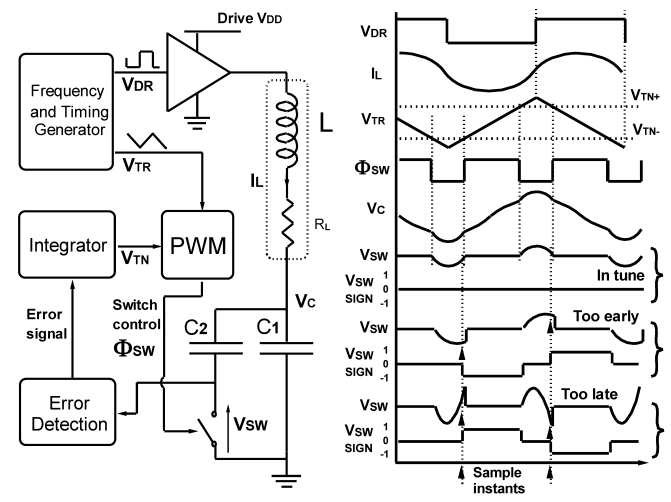 Drive VDD
Frequency
and Timing
Generator
VDR
VTR
L
IL
RL
Integrator
VTN
PWM
Error
signal
Switch
control
ΦSW
VC
C2
C1
Error
Detection
VSW
VDR
IL
VTN+
VTR
VTN-
ΦSW
VC
VSW
In tune
VSW 1
0
SIGN -1
Too early
VSW
VSW 1
0
SIGN -1
Too late
VSW
VSW 1
0
SIGN -1
Sample
instants